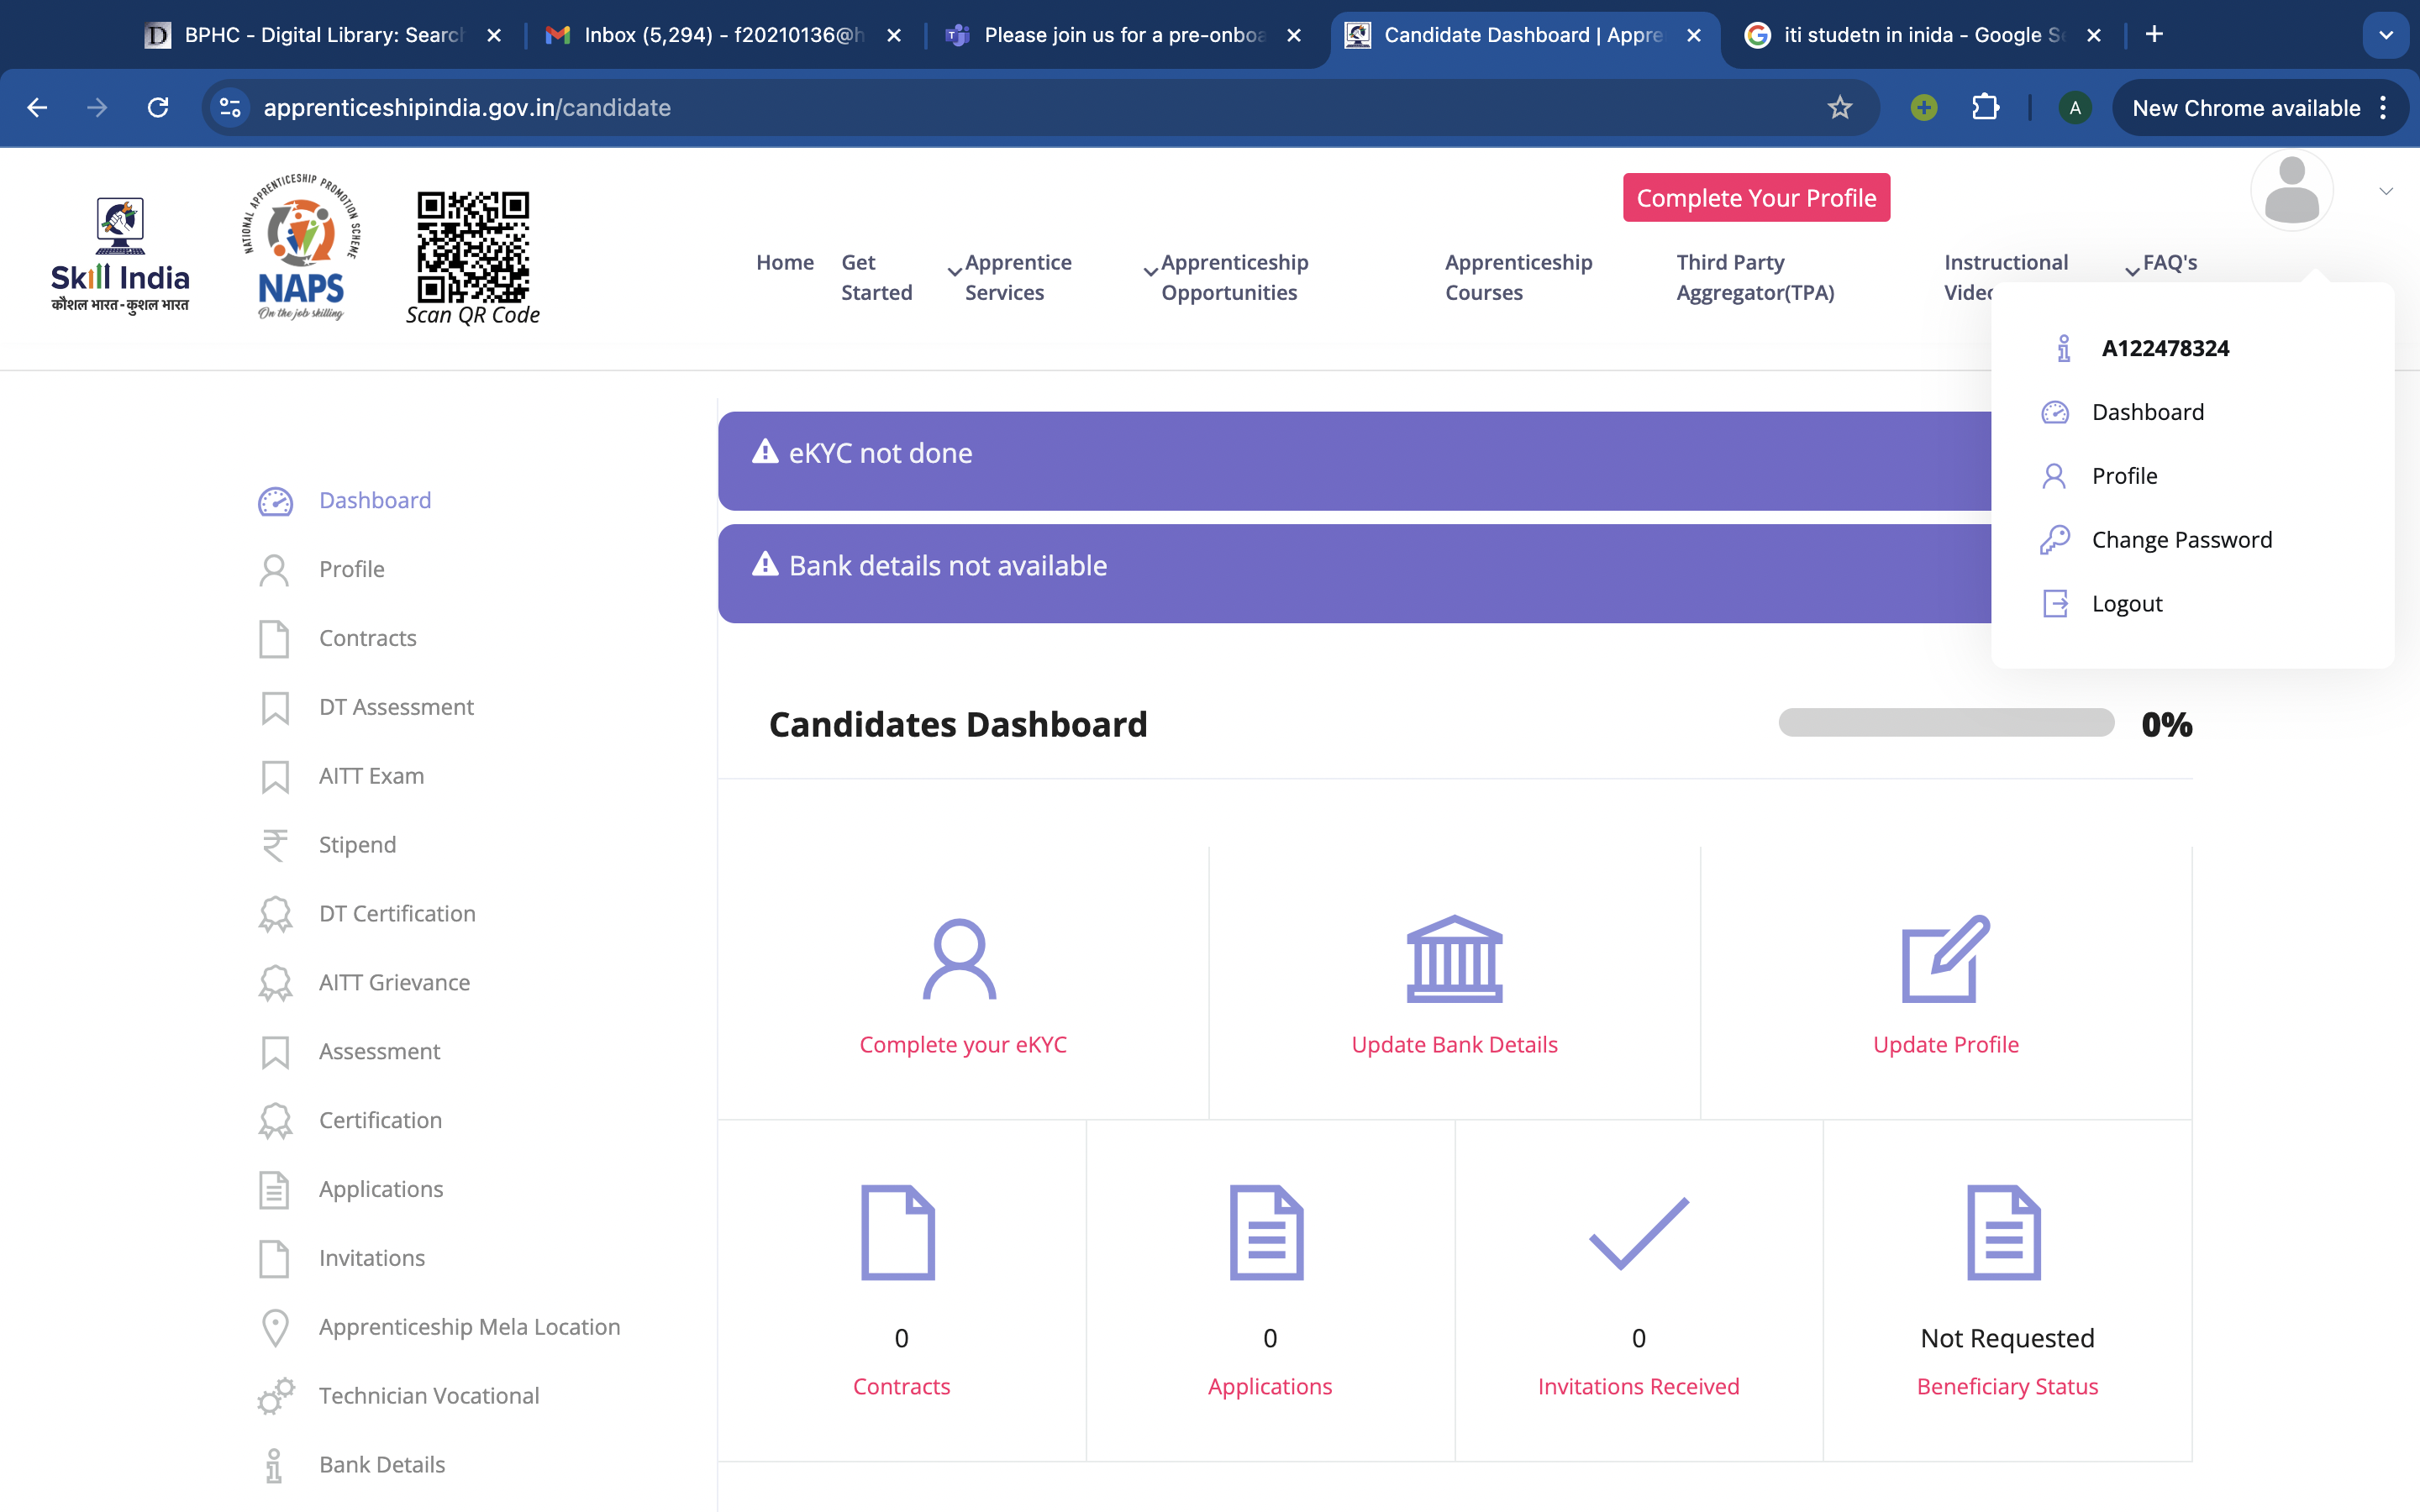 BPHC - Digital Library: Search
Inbox (5,294) - f20210136@h
Please join us for a pre-onboa
Candidate Dashboard | Appre
iti studetn in inida - Google Se
apprenticeshipindia.gov.in/candidate
A
New Chrome available
Complete Your Profile
Skill India
कौशल भारत - कुशल भारत
NATIONAL APPRENTICESHIP PROMOTION SCHEME
NAPS
On the job skilling
Scan QR Code
Home
Get Started
Apprentice Services
Apprenticeship Opportunities
Apprenticeship Courses
Third Party Aggregator(TPA)
Instructional
FAQ's
A122478324
Dashboard
Profile
Change Password
Logout
Dashboard
Profile
Contracts
DT Assessment
AITT Exam
Stipend
DT Certification
AITT Grievance
Assessment
Certification
Applications
Invitations
Apprenticeship Mela Location
Technician Vocational
Bank Details
eKYC not done
Bank details not available
Candidates Dashboard
0%
Complete your eKYC
Update Bank Details
Update Profile
0
Contracts
0
Applications
0
Invitations Received
Not Requested
Beneficiary Status